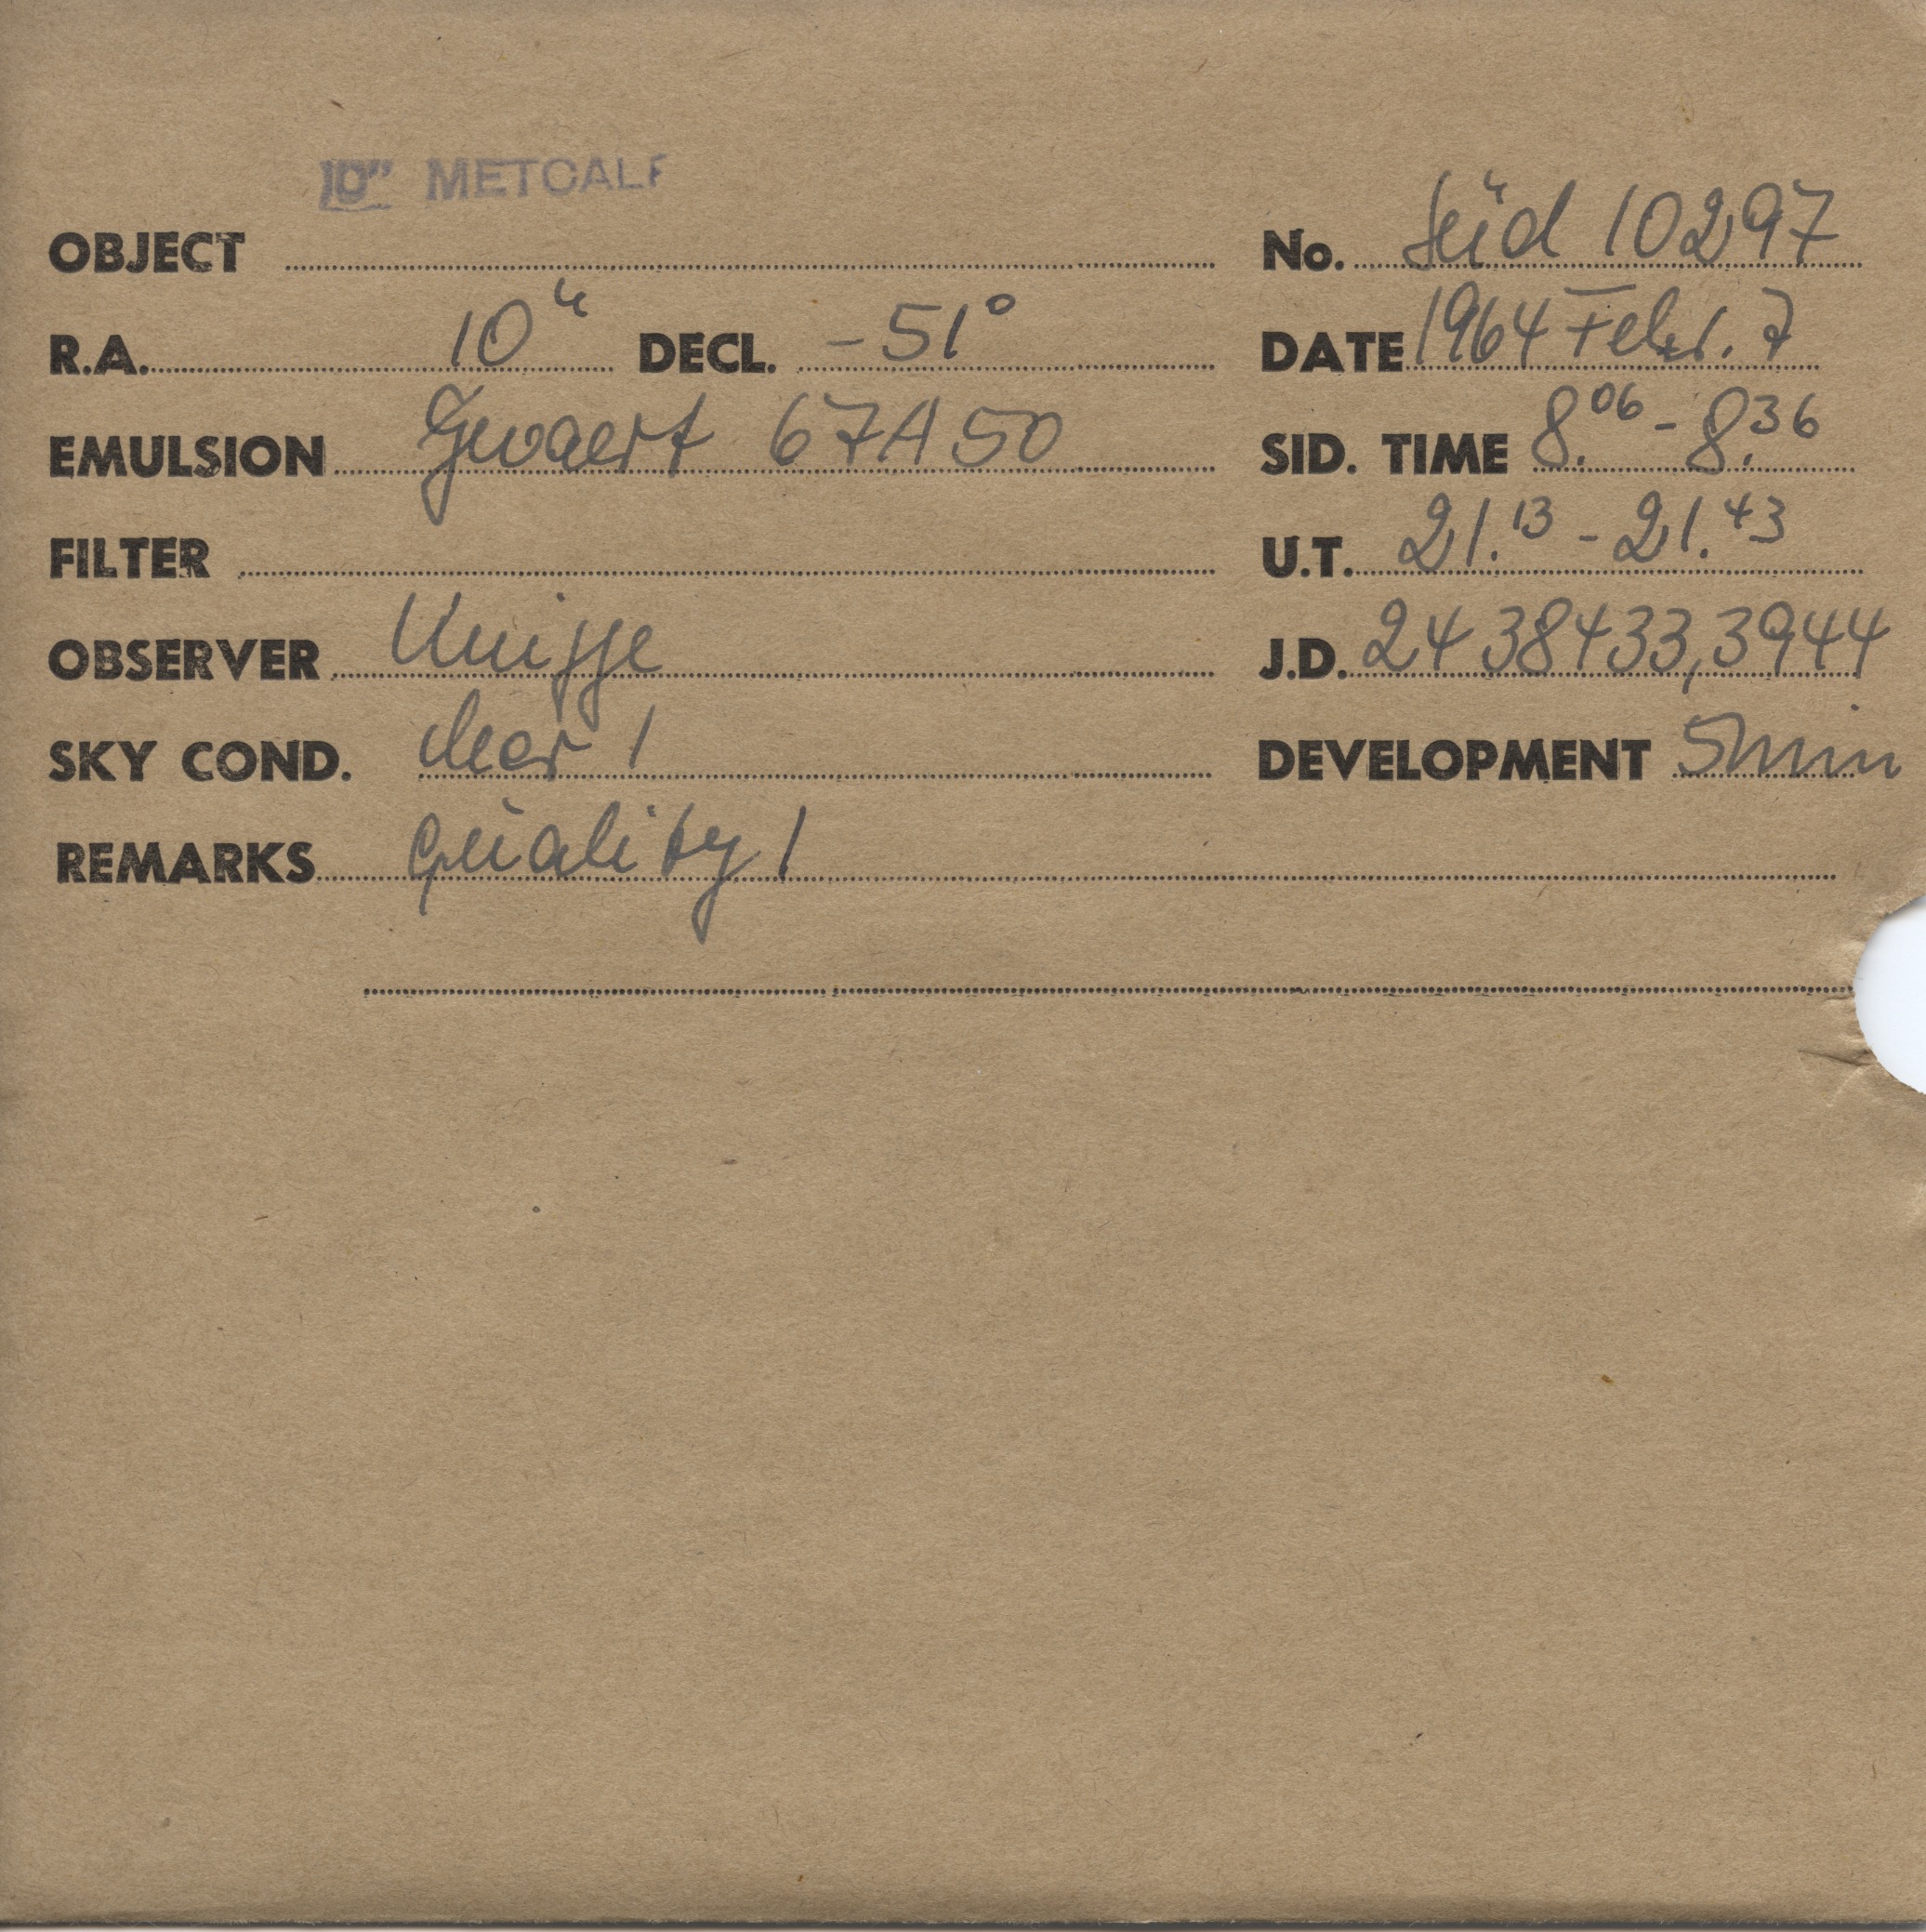 10" METCALF
OBJECT No. Süd 10297
R.A. 10ʰ DECL. -51° DATE 1964 Febr. 7
EMULSION Gevaert 67A50 SID. TIME 8.06 - 8.36
FILTER U.T. 21.13 - 21.43
OBSERVER Knigge J.D. 2438433,3944
SKY COND. clear 1 DEVELOPMENT 5min
REMARKS quality 1